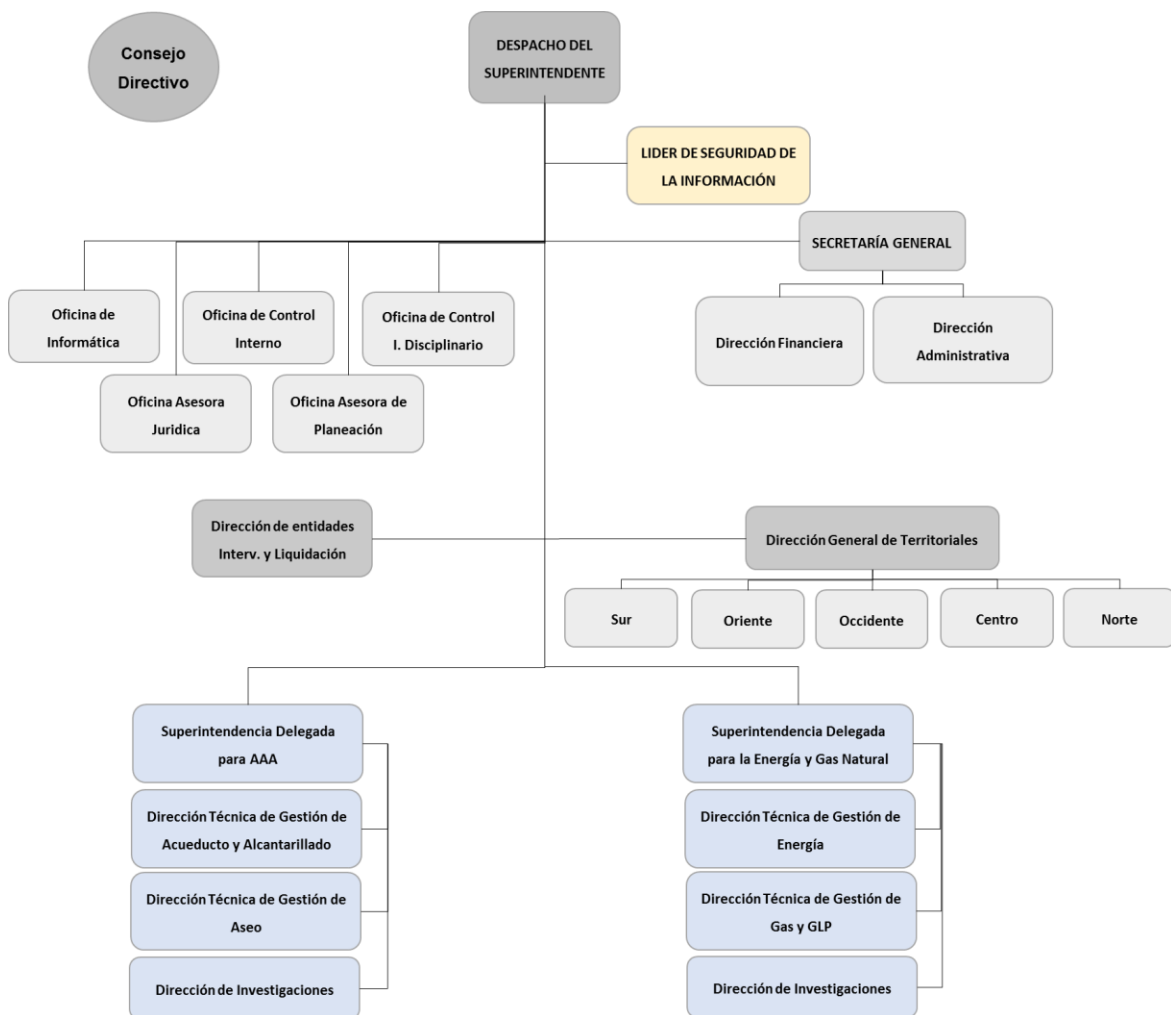 Consejo
Directivo
DESPACHO DEL
SUPERINTENDENTE
LIDER DE SEGURIDAD DE
LA INFORMACIÓN
SECRETARÍA GENERAL
Oficina de
Informática
Oficina de Control
Interno
Oficina de Control
I. Disciplinario
Dirección Financiera
Dirección
Administrativa
Oficina Asesora
Juridica
Oficina Asesora de
Planeación
Dirección de entidades
Interv. y Liquidación
Dirección General de Territoriales
Sur
Oriente
Occidente
Centro
Norte
Superintendencia Delegada
para AAA
Dirección Técnica de Gestión de
Acueducto y Alcantarillado
Dirección Técnica de Gestión de
Aseo
Dirección de Investigaciones
Superintendencia Delegada
para la Energía y Gas Natural
Dirección Técnica de Gestión de
Energía
Dirección Técnica de Gestión de
Gas y GLP
Dirección de Investigaciones